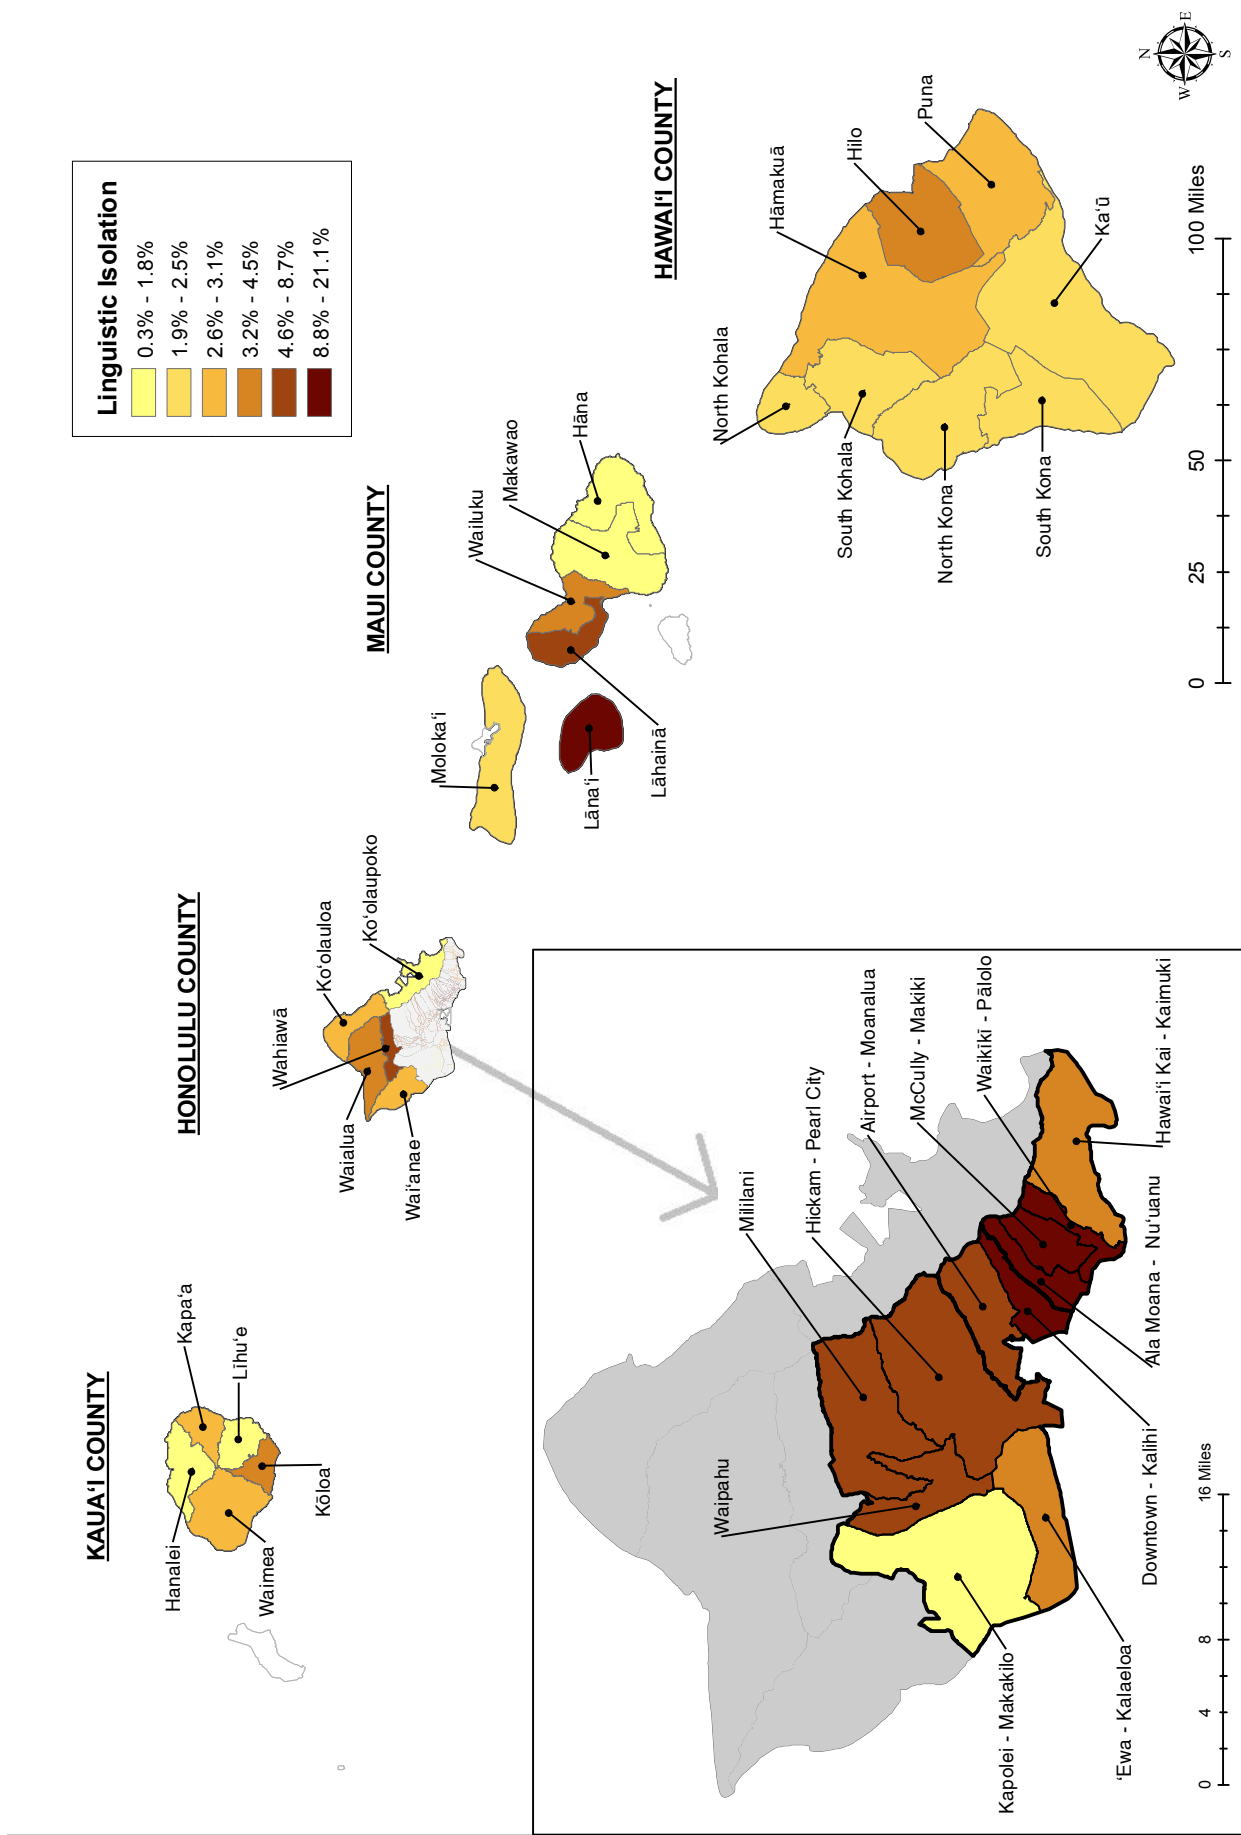 KAUAʻI COUNTY
Hanalei
Kapaʻa
Līhuʻe
Waimea
Kōloa
HONOLULU COUNTY
Wahiawā
Koʻolauloa
Koʻolaupoko
Waialua
Waiʻanae
MAUI COUNTY
Molokaʻi
Wailuku
Makawao
Hāna
Lānaʻi
Lāhainā
Linguistic Isolation
0.3% - 1.8%
1.9% - 2.5%
2.6% - 3.1%
3.2% - 4.5%
4.6% - 8.7%
8.8% - 21.1%
HAWAIʻI COUNTY
North Kohala
Hāmakuā
Hilo
Puna
South Kohala
North Kona
South Kona
Kaʻū
0 25 50 100 Miles
N
W
E
S
Waipahu
Mililani
Hickam - Pearl City
Airport - Moanalua
McCully - Makiki
Waikikī - Pālolo
Kapolei - Makakilo
ʻEwa - Kalaeloa
Downtown - Kalihi
Ala Moana - Nuʻuanu
Hawaiʻi Kai - Kaimuki
0 4 8 16 Miles